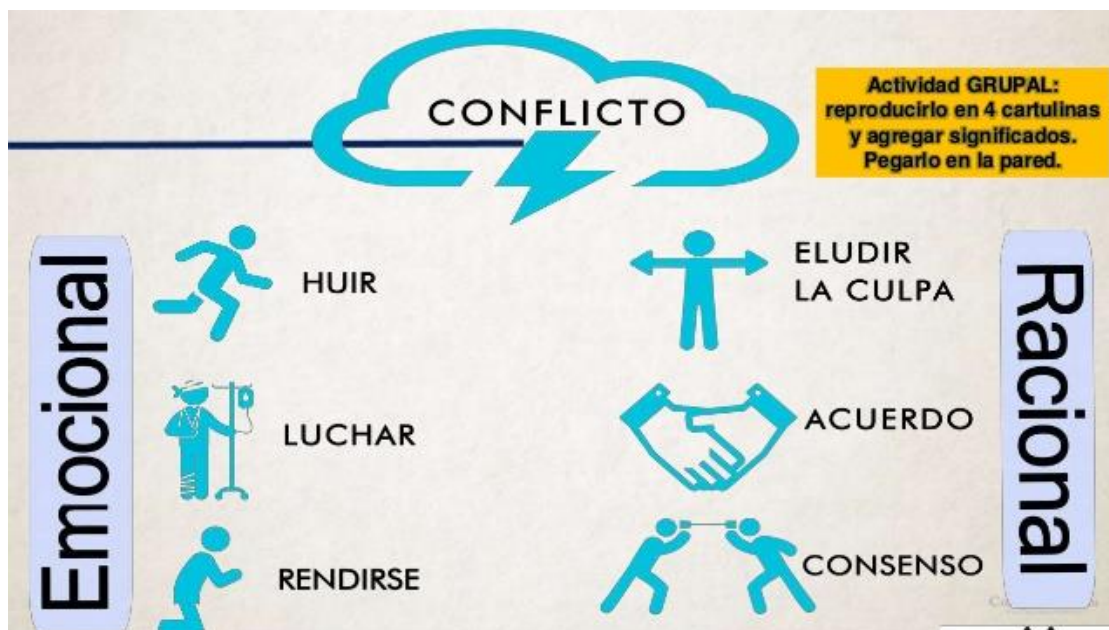 CONFLICTO
Actividad GRUPAL:
reproducirlo en 4 cartulinas
y agregar significados.
Pegarlo en la pared.
Emocional
HUIR
LUCHAR
RENDIRSE
ELUDIR
LA CULPA
ACUERDO
CONSENSO
Racional